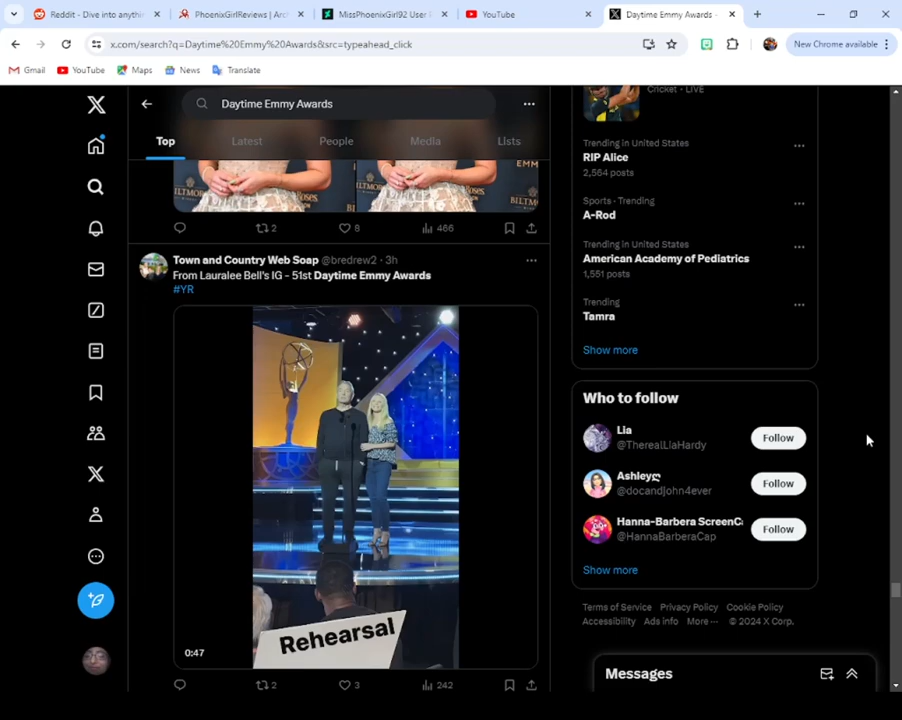 Reddit - Dive into anythin
PhoenixGirlReviews | Arch
MissPhoenixGirl92 User P
YouTube
Daytime Emmy Awards -
x.com/search?q=Daytime%20Emmy%20Awards&src=typeahead_click
New Chrome available
Gmail
YouTube
Maps
News
Translate
Daytime Emmy Awards
Top
Latest
People
Media
Lists
BILTMOR
Roses
EMM
BILTMO
2
8
466
Town and Country Web Soap @bredrew2 · 3h
From Lauralee Bell's IG - 51st Daytime Emmy Awards
#YR
Rehearsal
0:47
2
3
242
Cricket · LIVE
Trending in United States
RIP Alice
2,564 posts
Sports · Trending
A-Rod
Trending in United States
American Academy of Pediatrics
1,551 posts
Trending
Tamra
Show more
Who to follow
Lia
@TherealLiaHardy
Follow
Ashley
@docandjohn4ever
Follow
Hanna-Barbera ScreenC
@HannaBarberaCap
Follow
Show more
Terms of Service Privacy Policy Cookie Policy
Accessibility Ads info More ··· © 2024 X Corp.
Messages